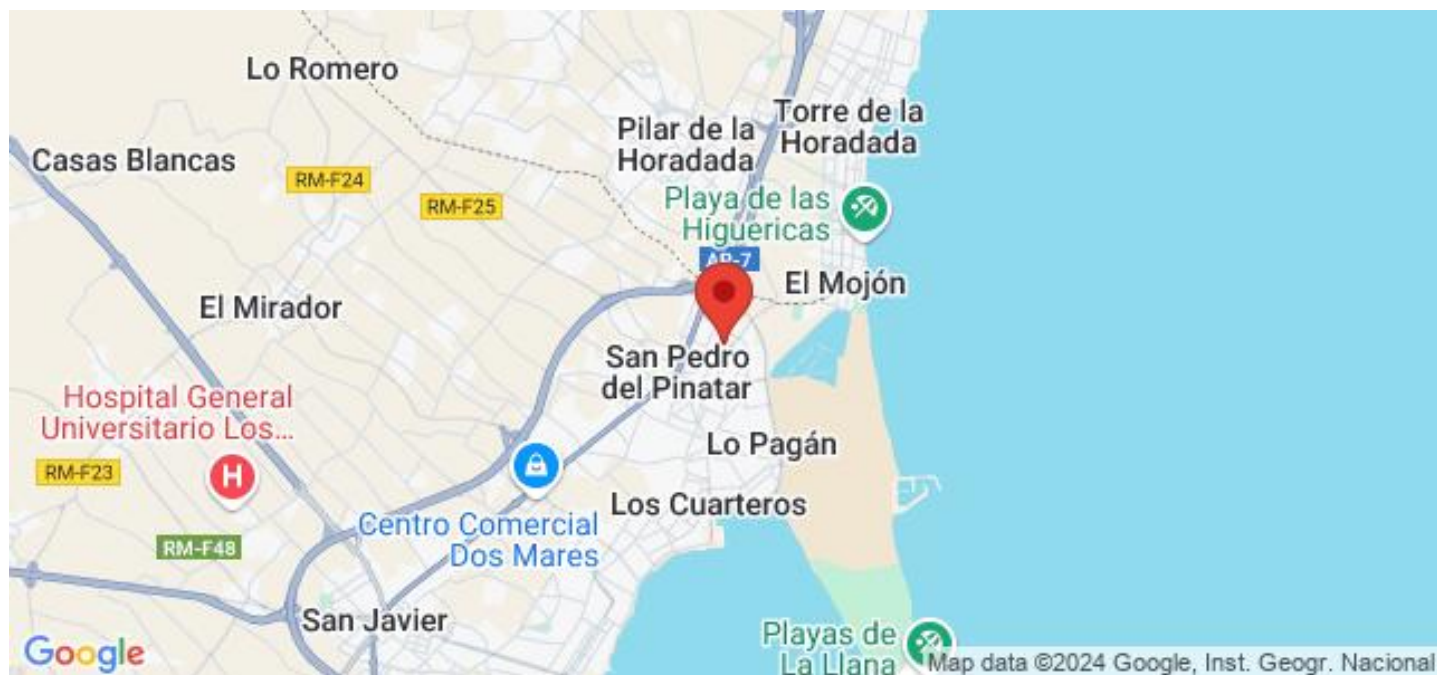 Lo Romero
Torre de la
Horadada
Pilar de la
Horadada
Casas Blancas
RM-F24
RM-F25
Playa de las
Higuericas
AP-7
El Mojón
El Mirador
San Pedro
del Pinatar
Hospital General
Universitario Los...
H
RM-F23
Lo Pagán
Los Cuarteros
Centro Comercial
Dos Mares
RM-F48
San Javier
Playas de
La Llana
Google
Map data ©2024 Google, Inst. Geogr. Nacional